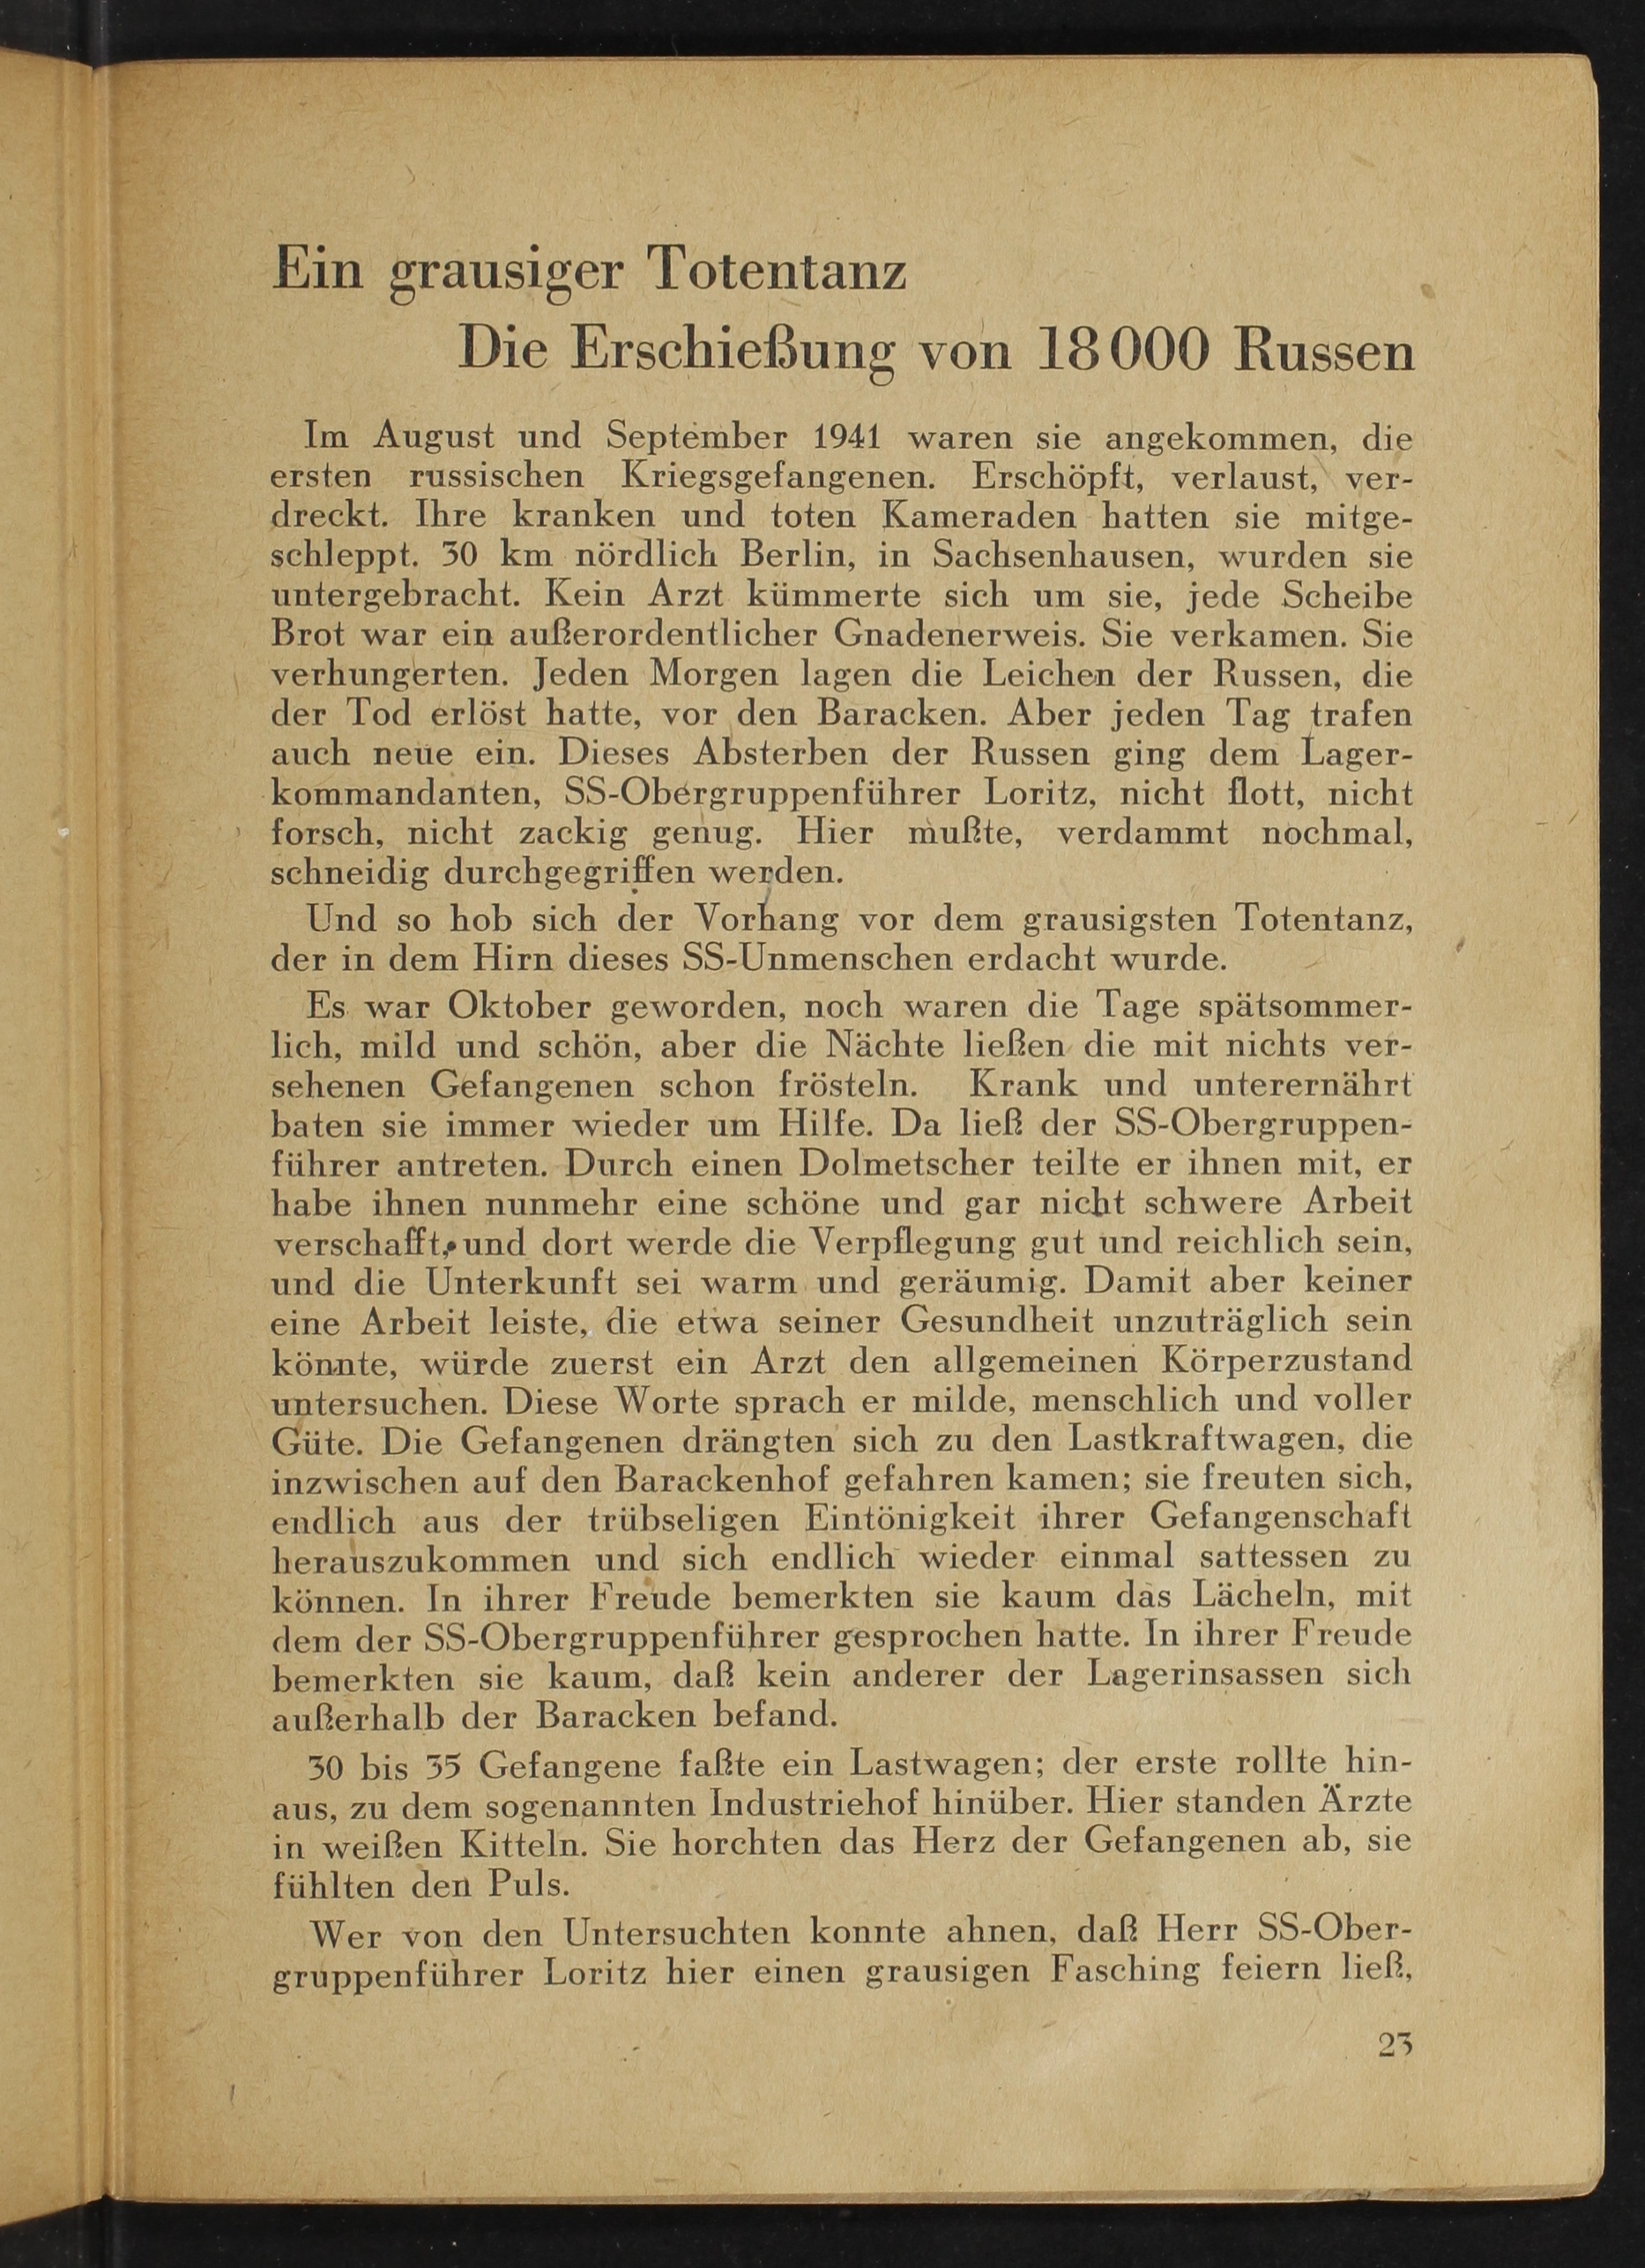 Ein grausiger Totentanz
Die Erschießung von 18000 Russen
Im August und September 1941 waren sie angekommen, die
ersten russischen Kriegsgefangenen. Erschöpft, verlaust, ver-
dreckt. Ihre kranken und toten Kameraden hatten sie mitge-
schleppt. 30 km nördlich Berlin, in Sachsenhausen, wurden sie
untergebracht. Kein Arzt kümmerte sich um sie, jede Scheibe
Brot war ein außerordentlicher Gnadenerweis. Sie verkamen. Sie
verhungerten. Jeden Morgen lagen die Leichen der Russen, die
der Tod erlöst hatte, vor den Baracken. Aber jeden Tag trafen
auch neue ein. Dieses Absterben der Russen ging dem Lager-
kommandanten, SS-Obergruppenführer Loritz, nicht flott, nicht
forsch, nicht zackig genug. Hier mußte, verdammt nochmal,
schneidig durchgegriffen werden.
Und so hob sich der Vorhang vor dem grausigsten Totentanz,
der in dem Hirn dieses SS-Unmenschen erdacht wurde.
Es war Oktober geworden, noch waren die Tage spätsommer-
lich, mild und schön, aber die Nächte ließen die mit nichts ver-
sehenen Gefangenen schon frösteln. Krank und unterernährt
baten sie immer wieder um Hilfe. Da ließ der SS-Obergruppen-
führer antreten. Durch einen Dolmetscher teilte er ihnen mit, er
habe ihnen nunmehr eine schöne und gar nicht schwere Arbeit
verschafft, und dort werde die Verpflegung gut und reichlich sein,
und die Unterkunft sei warm und geräumig. Damit aber keiner
eine Arbeit leiste, die etwa seiner Gesundheit unzuträglich sein
könnte, würde zuerst ein Arzt den allgemeinen Körperzustand
untersuchen. Diese Worte sprach er milde, menschlich und voller
Güte. Die Gefangenen drängten sich zu den Lastkraftwagen, die
inzwischen auf den Barackenhof gefahren kamen; sie freuten sich,
endlich aus der trübseligen Eintönigkeit ihrer Gefangenschaft
herauszukommen und sich endlich wieder einmal sattessen zu
können. In ihrer Freude bemerkten sie kaum das Lächeln, mit
dem der SS-Obergruppenführer gesprochen hatte. In ihrer Freude
bemerkten sie kaum, daß kein anderer der Lagerinsassen sich
außerhalb der Baracken befand.
30 bis 35 Gefangene faßte ein Lastwagen; der erste rollte hin-
aus, zu dem sogenannten Industriehof hinüber. Hier standen Ärzte
in weißen Kitteln. Sie horchten das Herz der Gefangenen ab, sie
fühlten den Puls.
Wer von den Untersuchten konnte ahnen, daß Herr SS-Ober-
gruppenführer Loritz hier einen grausigen Fasching feiern ließ,
23